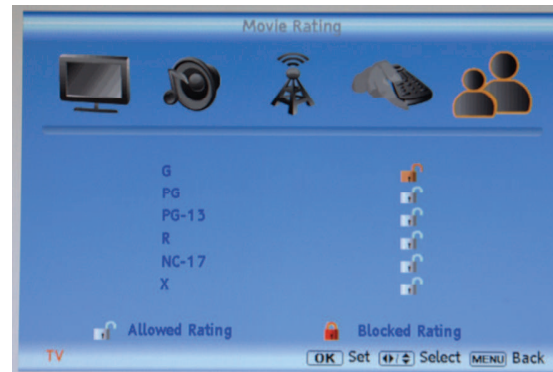 Movie Rating
G
PG
PG-13
R
NC-17
X
Allowed Rating Blocked Rating
TV OK Set Select MENU Back